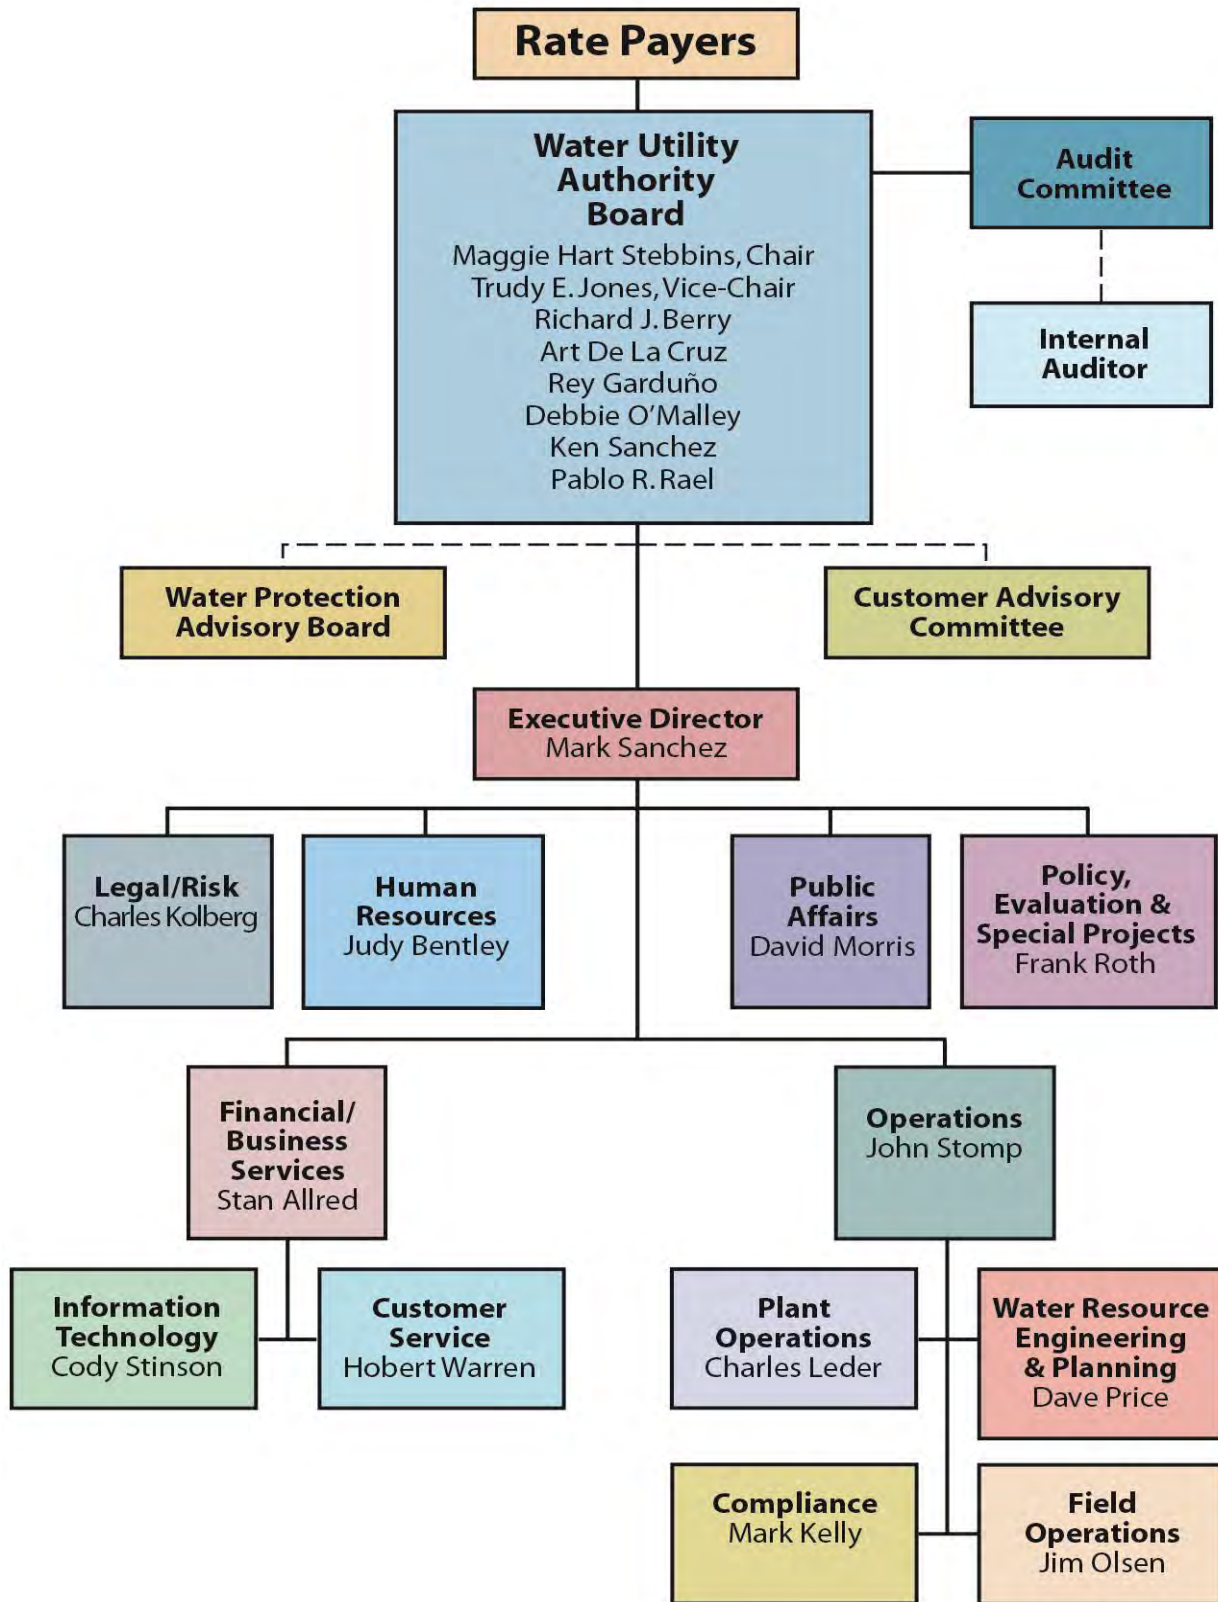 Rate Payers
Water Utility
Authority
Board
Maggie Hart Stebbins, Chair
Trudy E. Jones, Vice-Chair
Richard J. Berry
Art De La Cruz
Rey Garduño
Debbie O'Malley
Ken Sanchez
Pablo R. Rael
Audit
Committee
Internal
Auditor
Water Protection
Advisory Board
Customer Advisory
Committee
Executive Director
Mark Sanchez
Legal/Risk
Charles Kolberg
Human
Resources
Judy Bentley
Public
Affairs
David Morris
Policy,
Evaluation &
Special Projects
Frank Roth
Financial/
Business
Services
Stan Allred
Operations
John Stomp
Information
Technology
Cody Stinson
Customer
Service
Hobert Warren
Plant
Operations
Charles Leder
Water Resource
Engineering
& Planning
Dave Price
Compliance
Mark Kelly
Field
Operations
Jim Olsen